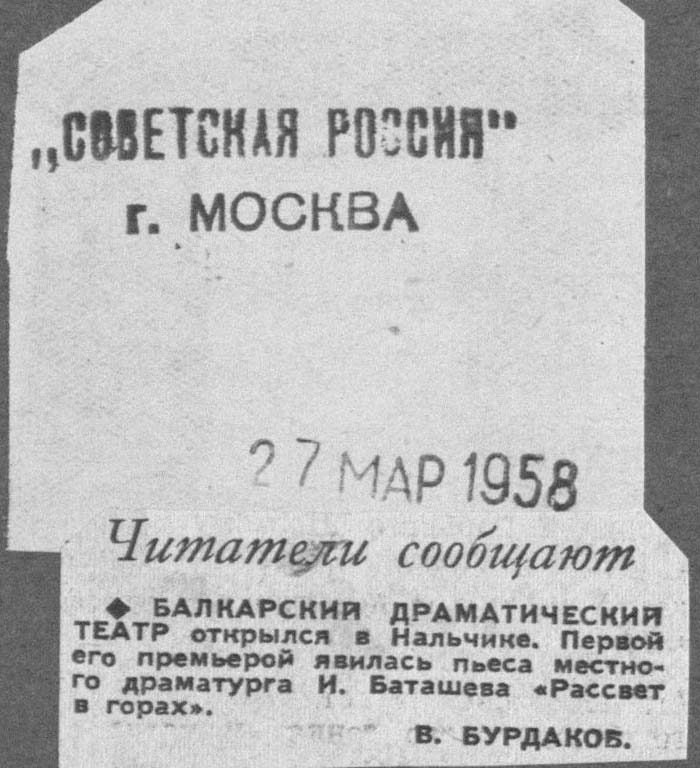 „СОВЕТСКАЯ РОССИЯ"
г. МОСКВА
27 МАР 1958
Читатели сообщают
◆ БАЛКАРСКИЙ ДРАМАТИЧЕСКИЙ
ТЕАТР открылся в Нальчике. Первой
его премьерой явилась пьеса местно-
го драматурга И. Баташева «Рассвет
в горах».
В. БУРДАКОВ.